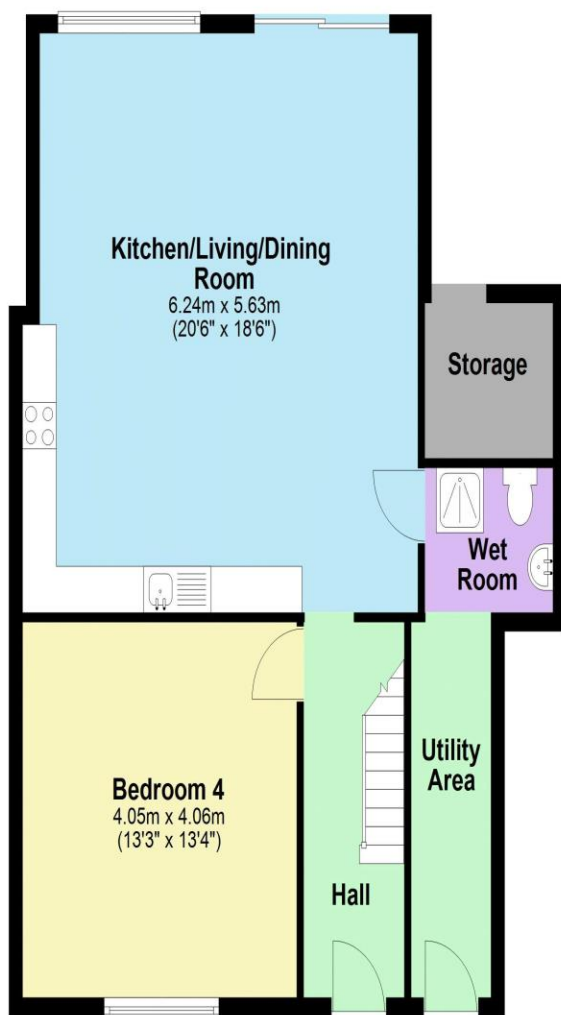 Kitchen/Living/Dining
Room
6.24m x 5.63m
(20'6" x 18'6")
Storage
Wet
Room
Bedroom 4
4.05m x 4.06m
(13'3" x 13'4")
Utility
Area
Hall